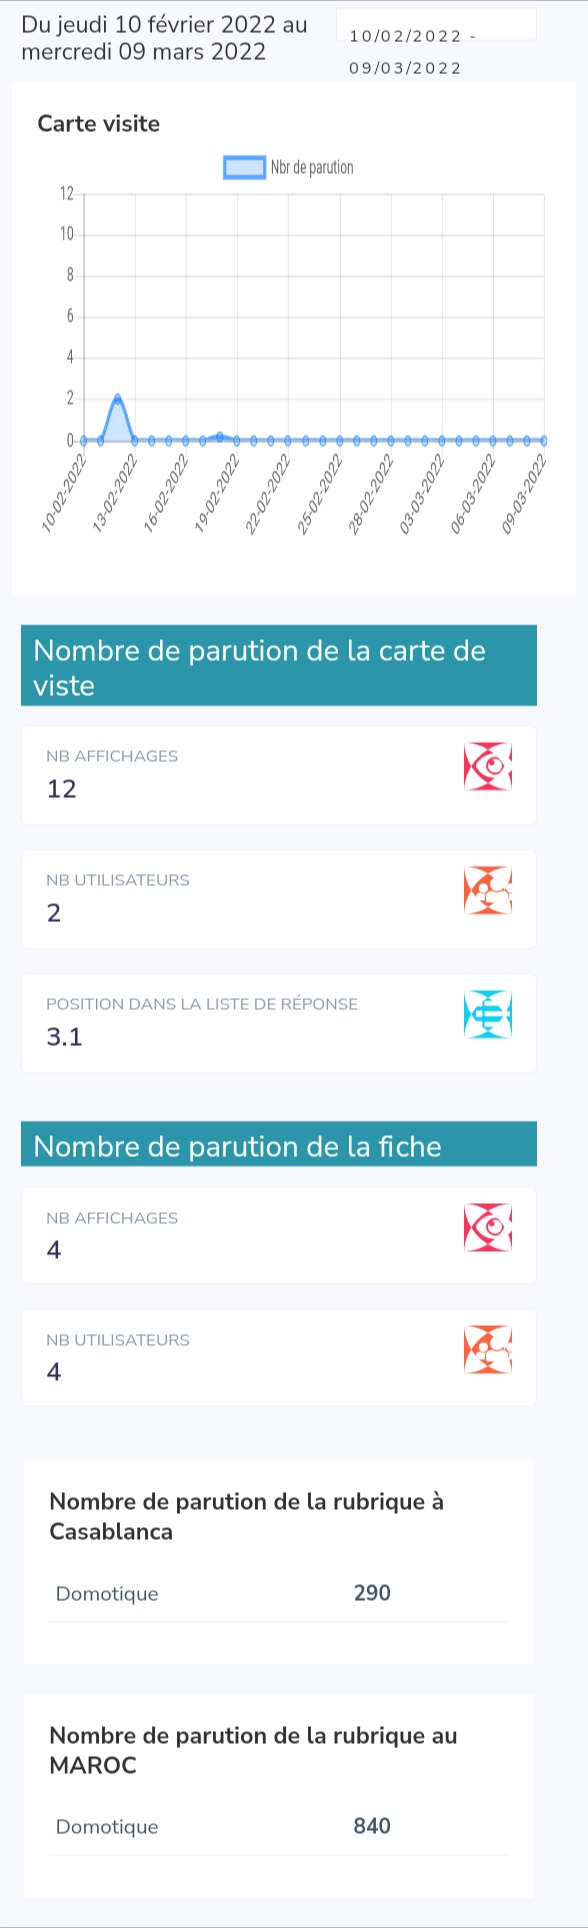 Du jeudi 10 février 2022 au
mercredi 09 mars 2022
10/02/2022 -
09/03/2022
Carte visite
Nbr de parution
12
10
8
6
4
2
0
10-02-2022
13-02-2022
16-02-2022
19-02-2022
22-02-2022
25-02-2022
28-02-2022
03-03-2022
06-03-2022
09-03-2022
Nombre de parution de la carte de
viste
NB AFFICHAGES
12
NB UTILISATEURS
2
POSITION DANS LA LISTE DE RÉPONSE
3.1
Nombre de parution de la fiche
NB AFFICHAGES
4
NB UTILISATEURS
4
Nombre de parution de la rubrique à
Casablanca
Domotique 290
Nombre de parution de la rubrique au
MAROC
Domotique 840